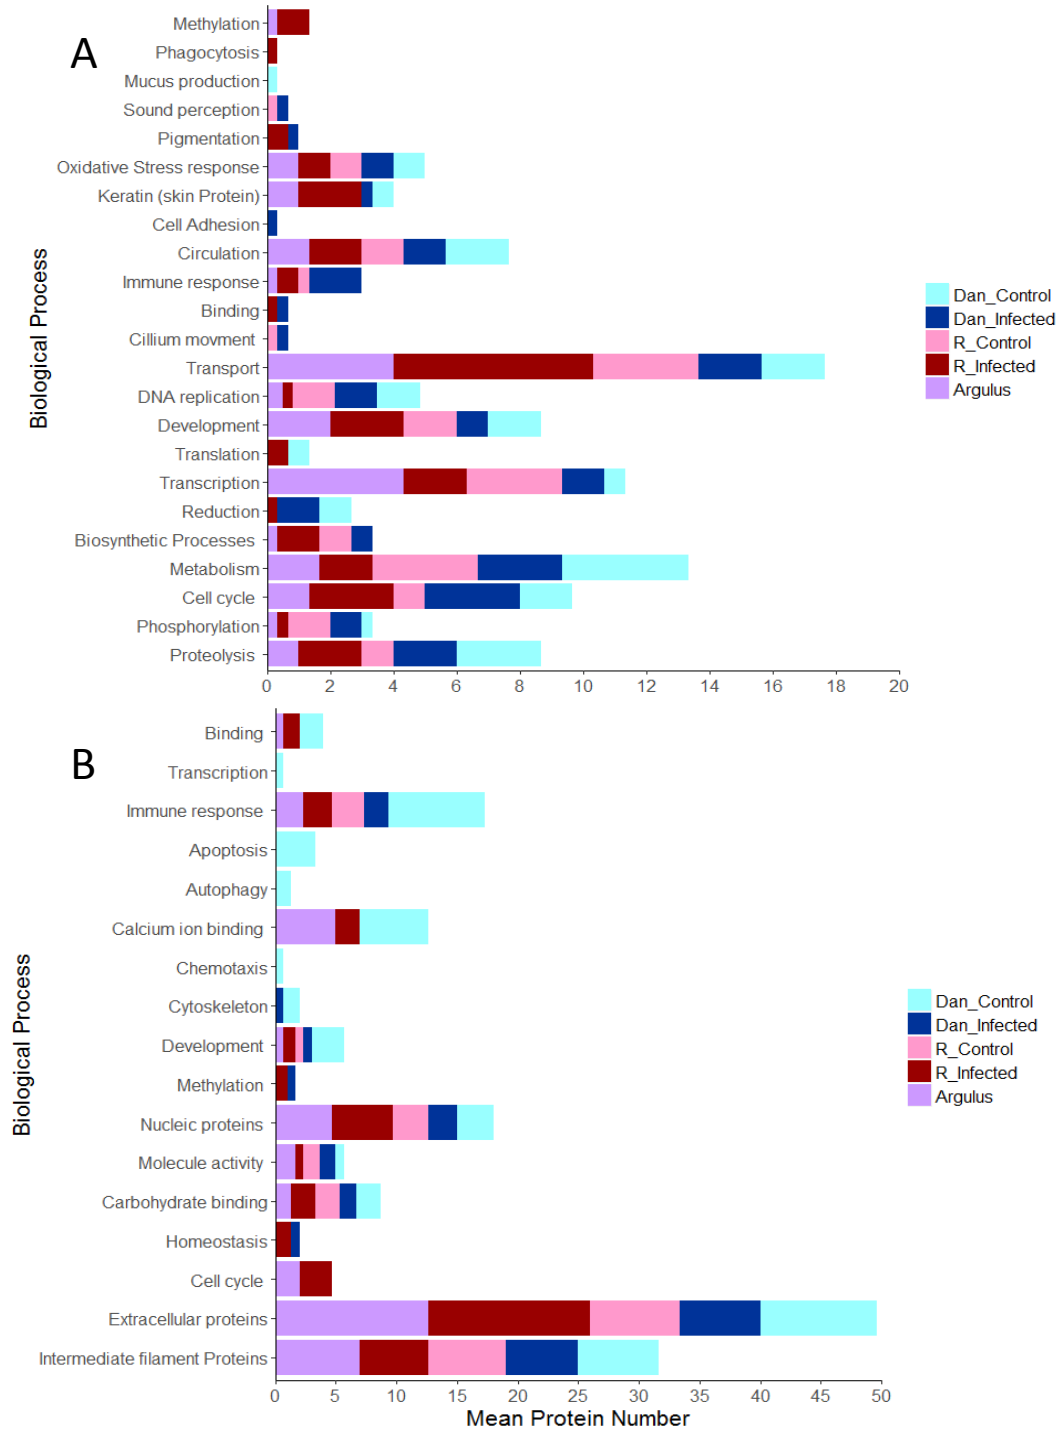 A
Biological Process
Methylation
Phagocytosis
Mucus production
Sound perception
Pigmentation
Oxidative Stress response
Keratin (skin Protein)
Cell Adhesion
Circulation
Immune response
Binding
Cillium movment
Transport
DNA replication
Development
Translation
Transcription
Reduction
Biosynthetic Processes
Metabolism
Cell cycle
Phosphorylation
Proteolysis
0 2 4 6 8 10 12 14 16 18 20
Dan_Control
Dan_Infected
R_Control
R_Infected
Argulus
B
Biological Process
Binding
Transcription
Immune response
Apoptosis
Autophagy
Calcium ion binding
Chemotaxis
Cytoskeleton
Development
Methylation
Nucleic proteins
Molecule activity
Carbohydrate binding
Homeostasis
Cell cycle
Extracellular proteins
Intermediate filament Proteins
0 5 10 15 20 25 30 35 40 45 50
Mean Protein Number
Dan_Control
Dan_Infected
R_Control
R_Infected
Argulus